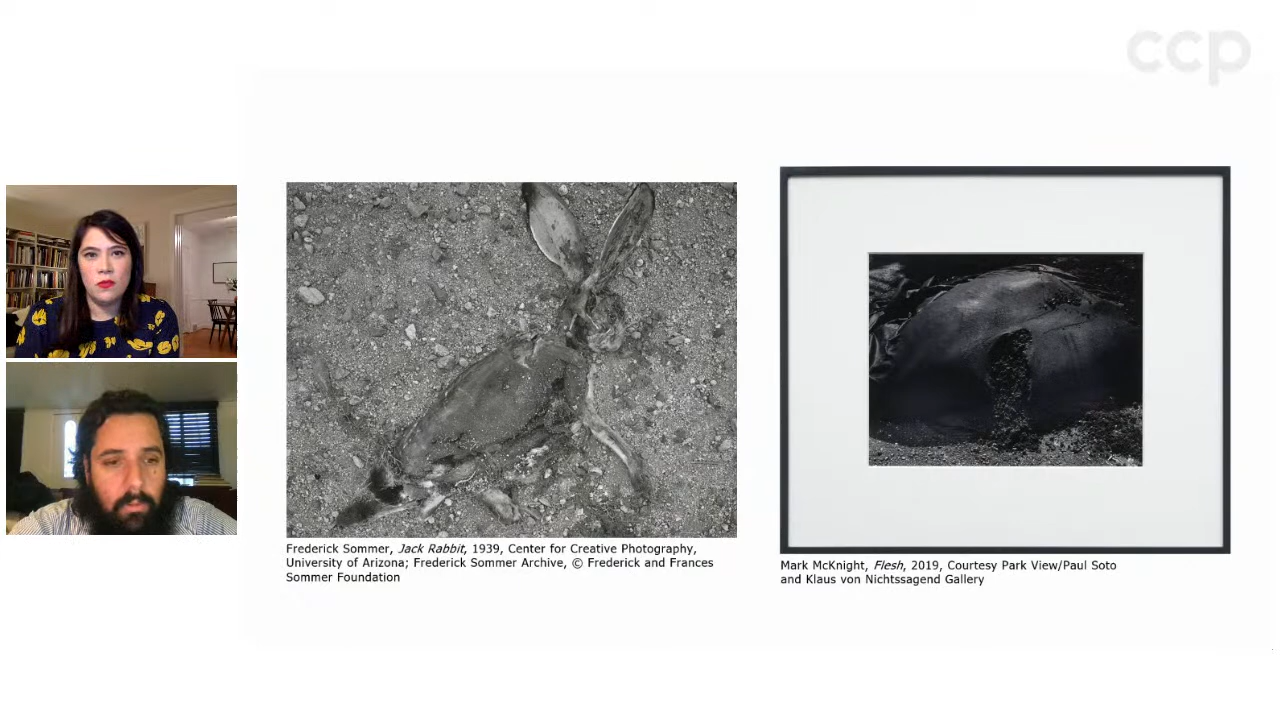 ccp
Frederick Sommer, Jack Rabbit, 1939, Center for Creative Photography,
University of Arizona; Frederick Sommer Archive, © Frederick and Frances
Sommer Foundation
Mark McKnight, Flesh, 2019, Courtesy Park View/Paul Soto
and Klaus von Nichtssagend Gallery